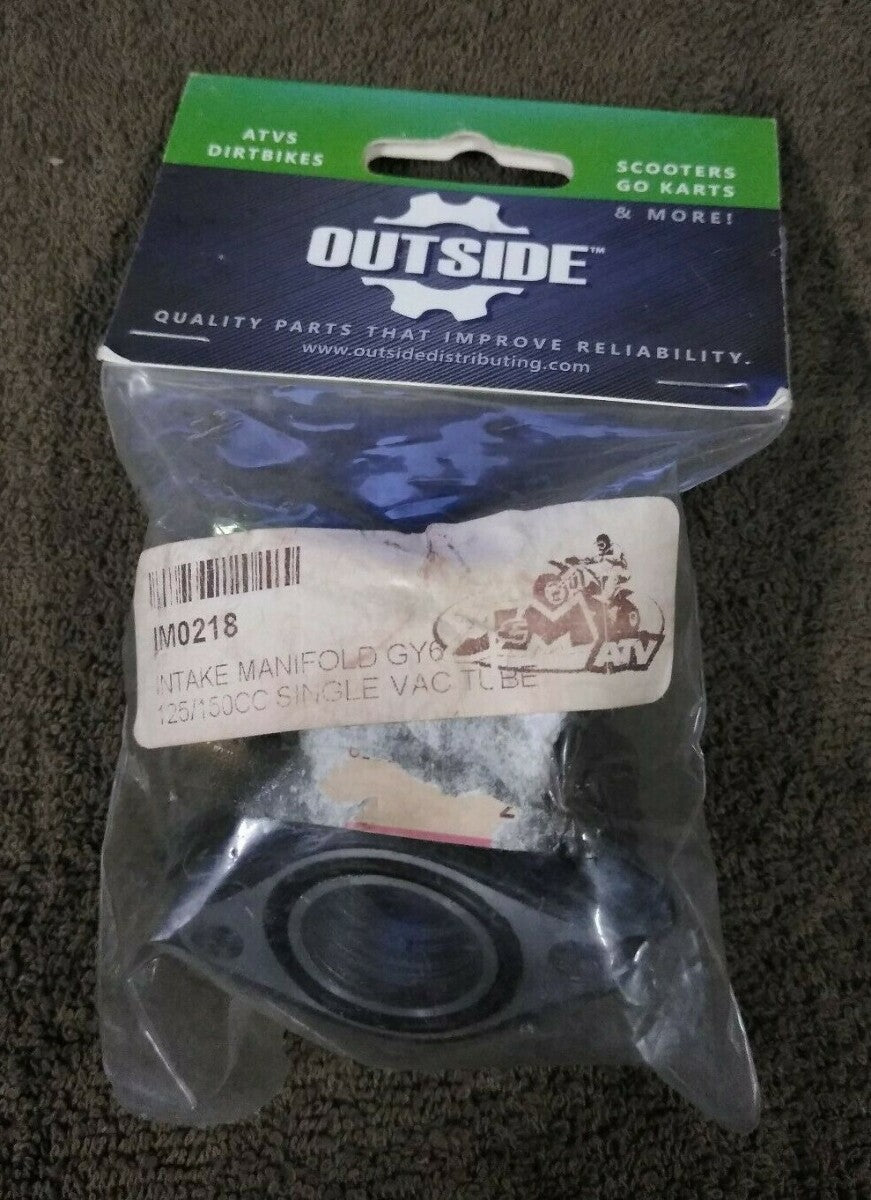 ATVS
DIRTBIKES
SCOOTERS
GO KARTS
& MORE!
OUTSIDE™
QUALITY PARTS THAT IMPROVE RELIABILITY.
www.outsidedistributing.com
IM0218
INTAKE MANIFOLD GY6
125/150CC SINGLE VAC TUBE
ATV
2